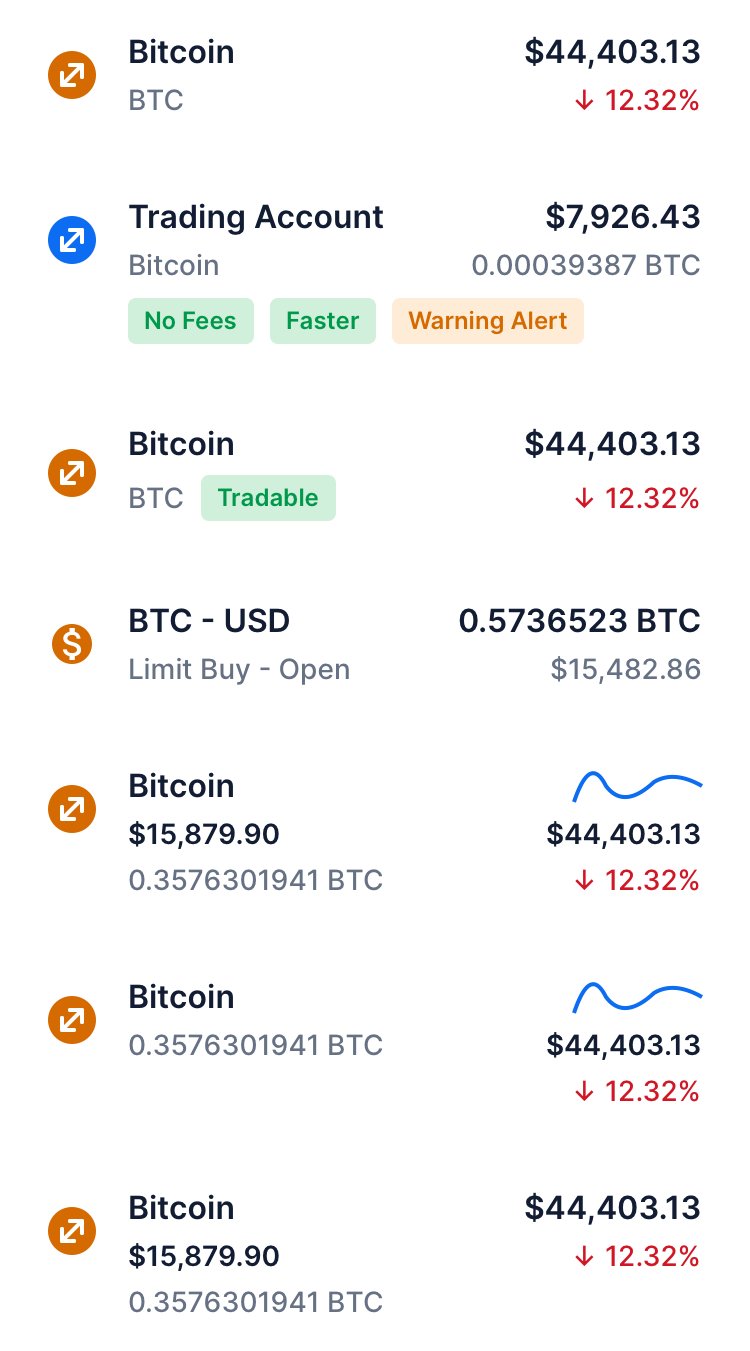 Bitcoin $44,403.13
BTC ↓ 12.32%
Trading Account $7,926.43
Bitcoin 0.00039387 BTC
No Fees Faster Warning Alert
Bitcoin $44,403.13
BTC Tradable ↓ 12.32%
BTC - USD 0.5736523 BTC
Limit Buy - Open $15,482.86
Bitcoin
$15,879.90 $44,403.13
0.3576301941 BTC ↓ 12.32%
Bitcoin
0.3576301941 BTC $44,403.13
↓ 12.32%
Bitcoin $44,403.13
$15,879.90 ↓ 12.32%
0.3576301941 BTC